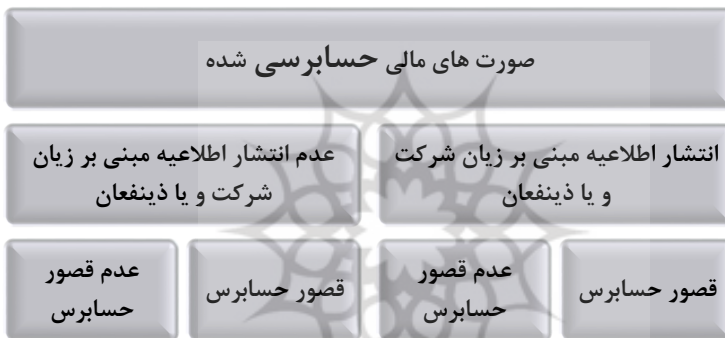 صورت های مالی حسابرسی شده
انتشار اطلاعیه مبنی بر زیان شرکت
و یا ذینفعان
عدم انتشار اطلاعیه مبنی بر زیان
شرکت و یا ذینفعان
قصور حسابرس
عدم قصور
حسابرس
قصور حسابرس
عدم قصور
حسابرس